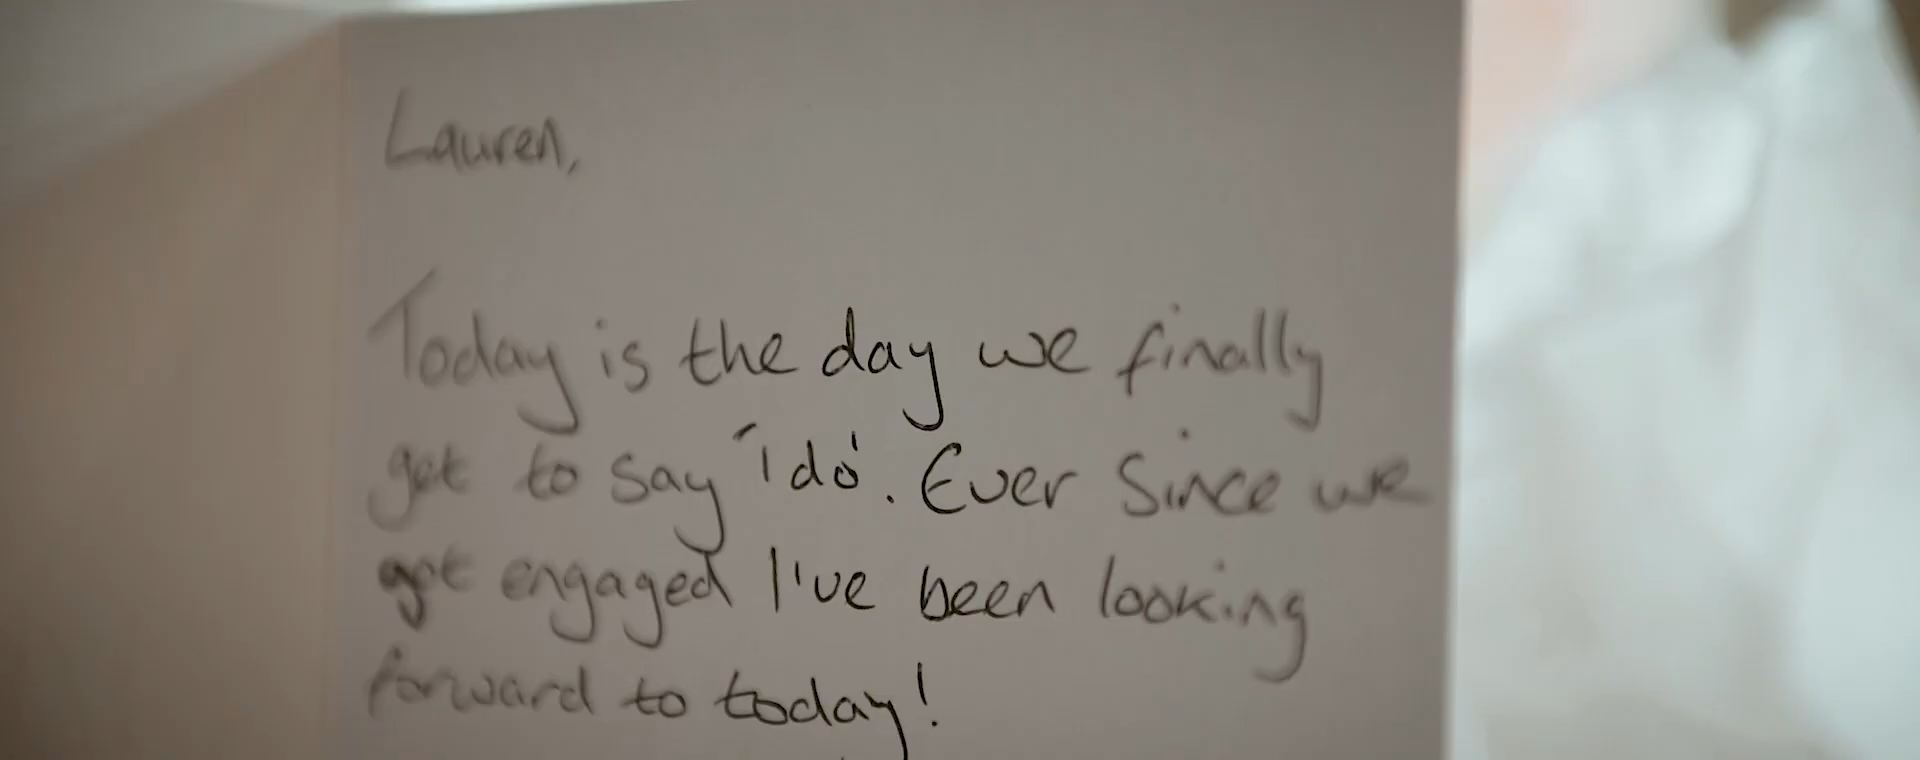 Lauren,
Today is the day we finally
get to say 'I do'. Ever since we
got engaged I've been looking
forward to today!